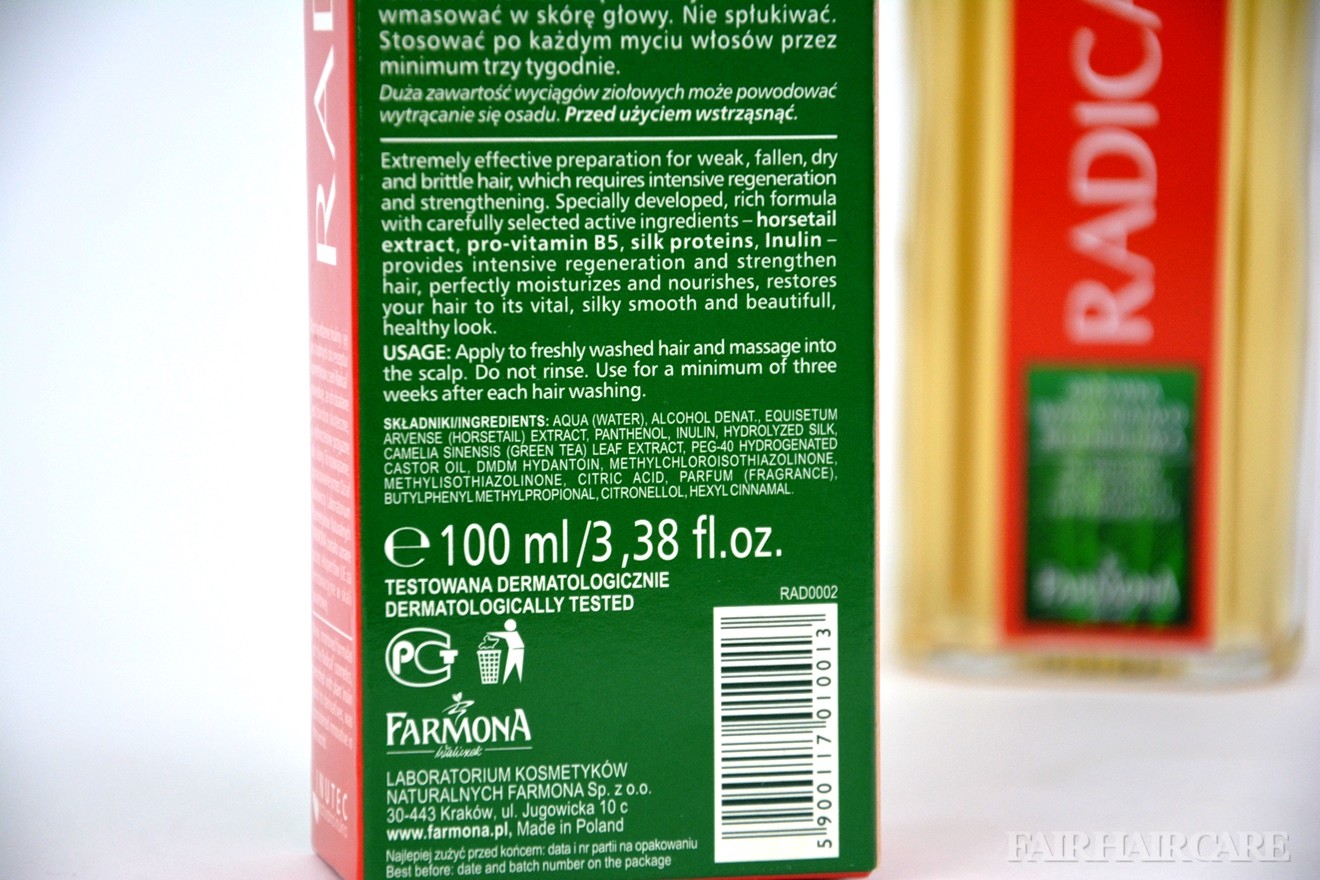 wmasować w skórę głowy. Nie spłukiwać.
Stosować po każdym myciu włosów przez
minimum trzy tygodnie.
Duża zawartość wyciągów ziołowych może powodować
wytrącanie się osadu. Przed użyciem wstrząsnąć.
Extremely effective preparation for weak, fallen, dry
and brittle hair, which requires intensive regeneration
and strengthening. Specially developed, rich formula
with carefully selected active ingredients – horsetail
extract, pro-vitamin B5, silk proteins, Inulin –
provides intensive regeneration and strengthen
hair, perfectly moisturizes and nourishes, restores
your hair to its vital, silky smooth and beautiful,
healthy look.
USAGE: Apply to freshly washed hair and massage into
the scalp. Do not rinse. Use for a minimum of three
weeks after each hair washing.
SKŁADNIKI/INGREDIENTS: AQUA (WATER), ALCOHOL DENAT., EQUISETUM
ARVENSE (HORSETAIL) EXTRACT, PANTHENOL, INULIN, HYDROLYZED SILK,
CAMELIA SINENSIS (GREEN TEA) LEAF EXTRACT, PEG-40 HYDROGENATED
CASTOR OIL, DMDM HYDANTOIN, METHYLCHLOROISOTHIAZOLINONE,
METHYLISOTHIAZOLINONE, CITRIC ACID, PARFUM (FRAGRANCE),
BUTYLPHENYL METHYLPROPIONAL, CITRONELLOL, HEXYL CINNAMAL.
℮ 100 ml/3,38 fl.oz.
TESTOWANA DERMATOLOGICZNIE
DERMATOLOGICALLY TESTED
RAD0002
PCT
FARMONA
LABORATORIUM KOSMETYKÓW
NATURALNYCH FARMONA Sp. z o.o.
30-443 Kraków, ul. Jugowicka 10 c
www.farmona.pl, Made in Poland
Najlepiej zużyć przed końcem: data i nr partii na opakowaniu
Best before: date and batch number on the package
5 900117 010013
RAD
RADICA
FARMONA
FAIRHAIRCARE